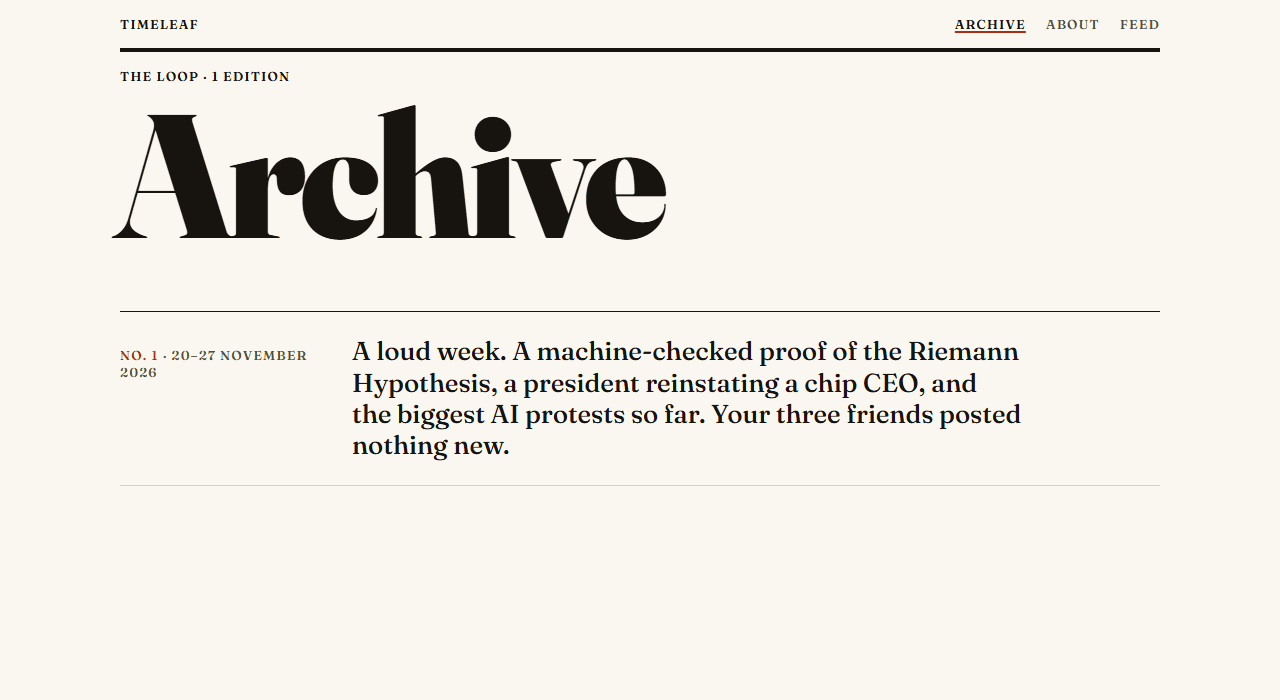 TIMELEAF
ARCHIVE ABOUT FEED
THE LOOP · 1 EDITION
Archive
NO. 1 · 20–27 NOVEMBER
2026
A loud week. A machine-checked proof of the Riemann
Hypothesis, a president reinstating a chip CEO, and
the biggest AI protests so far. Your three friends posted
nothing new.